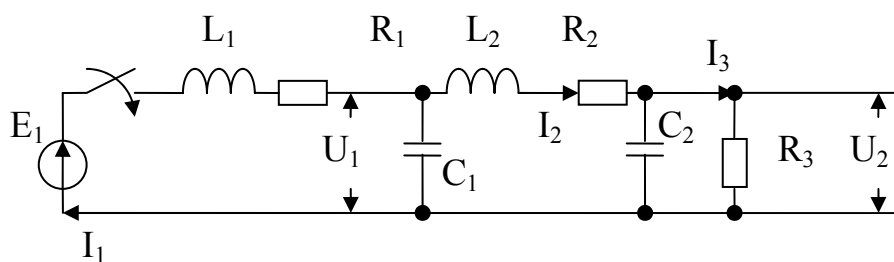 L₁
R₁
L₂
R₂
I₃
E₁
U₁
C₁
I₂
C₂
R₃
U₂
I₁